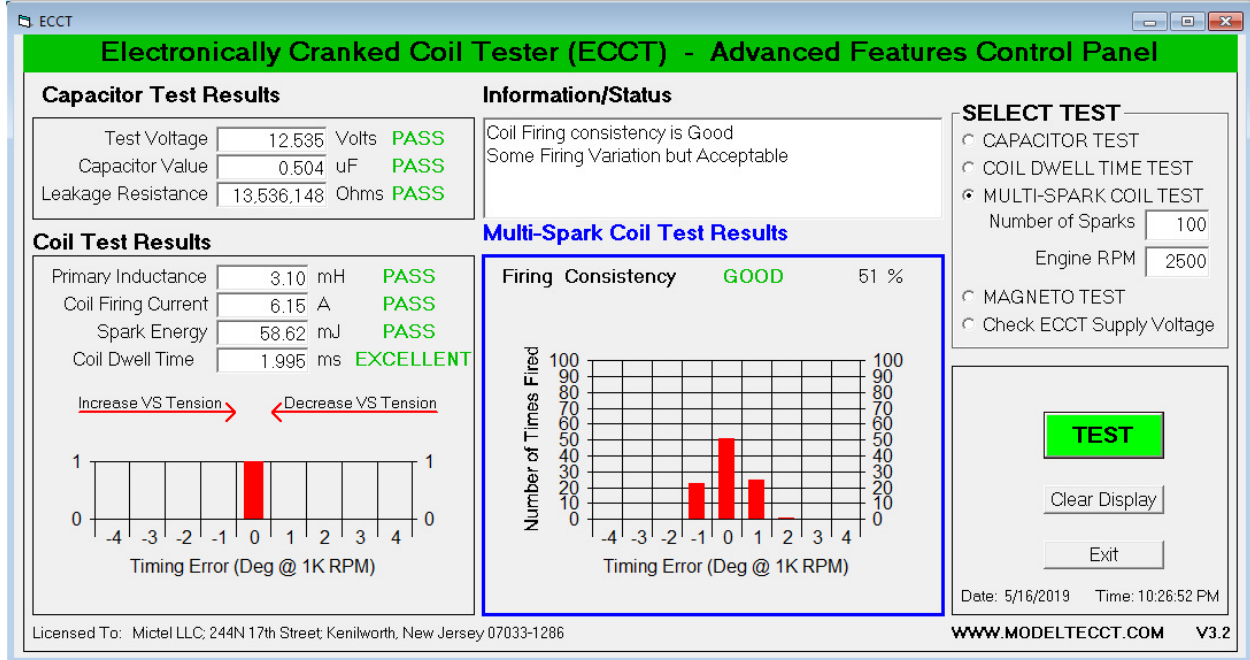 ECCT
Electronically Cranked Coil Tester (ECCT) - Advanced Features Control Panel
Capacitor Test Results
Test Voltage 12.535 Volts PASS
Capacitor Value 0.504 uF PASS
Leakage Resistance 13,536,148 Ohms PASS
Coil Test Results
Primary Inductance 3.10 mH PASS
Coil Firing Current 6.15 A PASS
Spark Energy 58.62 mJ PASS
Coil Dwell Time 1.995 ms EXCELLENT
Increase VS Tension Decrease VS Tension
1 1
0 0
-4 -3 -2 -1 0 1 2 3 4
Timing Error (Deg @ 1K RPM)
Information/Status
Coil Firing consistency is Good
Some Firing Variation but Acceptable
Multi-Spark Coil Test Results
Firing Consistency GOOD 51 %
Number of Times Fired
100 100
90 90
80 80
70 70
60 60
50 50
40 40
30 30
20 20
10 10
0 0
-4 -3 -2 -1 0 1 2 3 4
Timing Error (Deg @ 1K RPM)
SELECT TEST
CAPACITOR TEST
COIL DWELL TIME TEST
MULTI-SPARK COIL TEST
Number of Sparks 100
Engine RPM 2500
MAGNETO TEST
Check ECCT Supply Voltage
TEST
Clear Display
Exit
Date: 5/16/2019 Time: 10:26:52 PM
Licensed To: Mictel LLC; 244N 17th Street; Kenilworth, New Jersey 07033-1286
WWW.MODELTECCT.COM V3.2